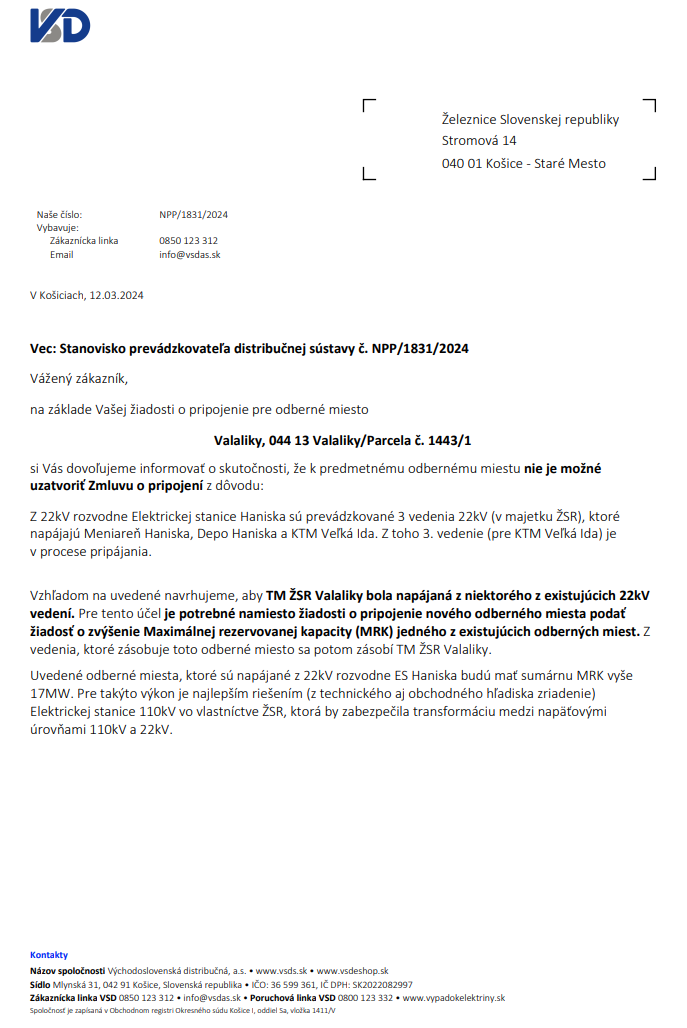 VSD
Železnice Slovenskej republiky
Stromová 14
040 01 Košice - Staré Mesto
Naše číslo: NPP/1831/2024
Vybavuje:
Zákaznícka linka 0850 123 312
Email info@vsdas.sk
V Košiciach, 12.03.2024
Vec: Stanovisko prevádzkovateľa distribučnej sústavy č. NPP/1831/2024
Vážený zákazník,
na základe Vašej žiadosti o pripojenie pre odberné miesto
Valaliky, 044 13 Valaliky/Parcela č. 1443/1
si Vás dovoľujeme informovať o skutočnosti, že k predmetnému odbernému miestu nie je možné
uzatvoriť Zmluvu o pripojení z dôvodu:
Z 22kV rozvodne Elektrickej stanice Haniska sú prevádzkované 3 vedenia 22kV (v majetku ŽSR), ktoré
napájajú Meniareň Haniska, Depo Haniska a KTM Veľká Ida. Z toho 3. vedenie (pre KTM Veľká Ida) je
v procese pripájania.
Vzhľadom na uvedené navrhujeme, aby TM ŽSR Valaliky bola napájaná z niektorého z existujúcich 22kV
vedení. Pre tento účel je potrebné namiesto žiadosti o pripojenie nového odberného miesta podať
žiadosť o zvýšenie Maximálnej rezervovanej kapacity (MRK) jedného z existujúcich odberných miest. Z
vedenia, ktoré zásobuje toto odberné miesto sa potom zásobí TM ŽSR Valaliky.
Uvedené odberné miesta, ktoré sú napájané z 22kV rozvodne ES Haniska budú mať sumárnu MRK vyše
17MW. Pre takýto výkon je najlepším riešením (z technického aj obchodného hľadiska zriadenie)
Elektrickej stanice 110kV vo vlastníctve ŽSR, ktorá by zabezpečila transformáciu medzi napäťovými
úrovňami 110kV a 22kV.
Kontakty
Názov spoločnosti Východoslovenská distribučná, a.s. • www.vsds.sk • www.vsdeshop.sk
Sídlo Mlynská 31, 042 91 Košice, Slovenská republika • IČO: 36 599 361, IČ DPH: SK2022082997
Zákaznícka linka VSD 0850 123 312 • info@vsdas.sk • Poruchová linka VSD 0800 123 332 • www.vypadokelektriny.sk
Spoločnosť je zapísaná v Obchodnom registri Okresného súdu Košice I, oddiel Sa, vložka 1411/V